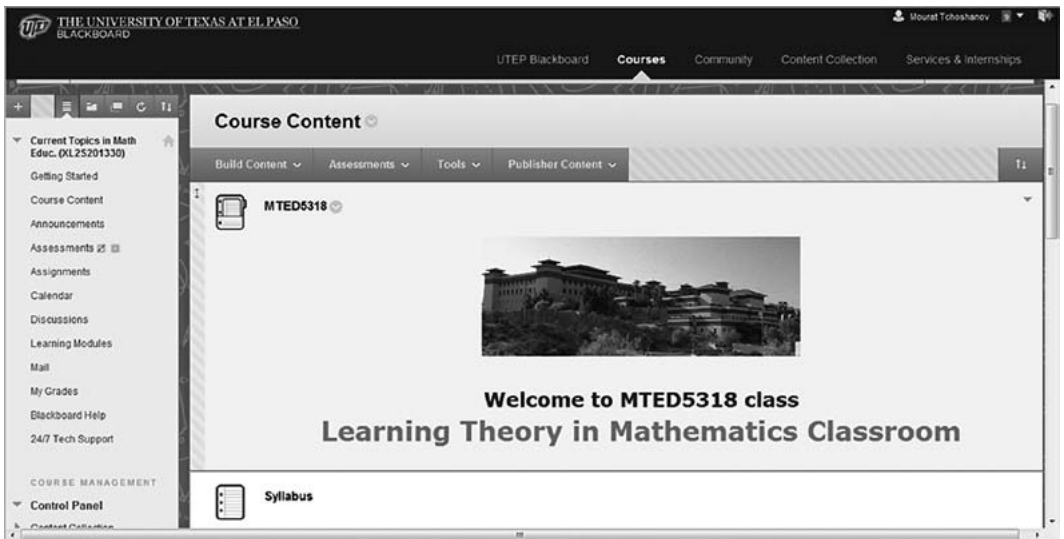 THE UNIVERSITY OF TEXAS AT EL PASO
BLACKBOARD
Mourat Tchoshanov
UTEP Blackboard Courses Community Content Collection Services & Internships
Current Topics in Math
Educ. (XL25201330)
Getting Started
Course Content
Announcements
Assessments
Assignments
Calendar
Discussions
Learning Modules
Mail
My Grades
Blackboard Help
24/7 Tech Support
COURSE MANAGEMENT
Control Panel
Content Collection
Course Content
Build Content Assessments Tools Publisher Content
MTED5318
Welcome to MTED5318 class
Learning Theory in Mathematics Classroom
Syllabus